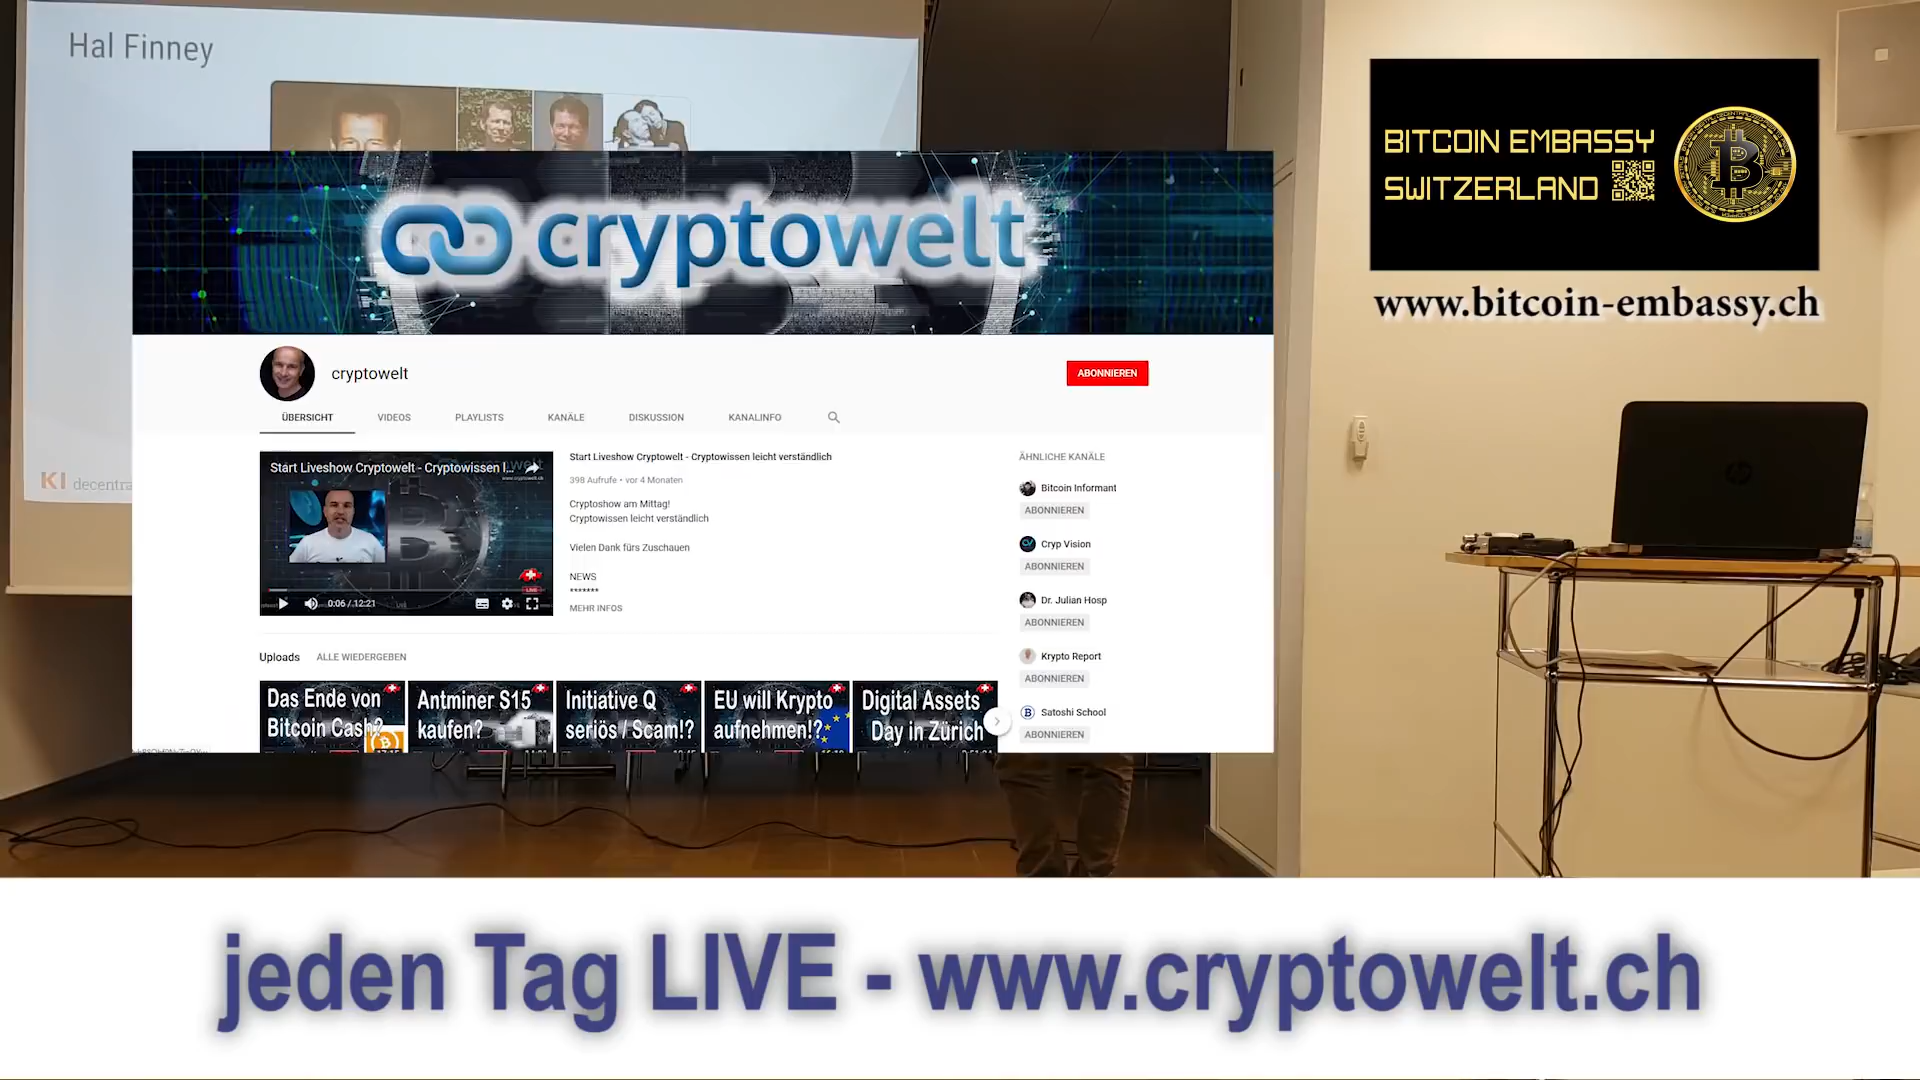 Hal Finney
KI decentra
BITCOIN EMBASSY
SWITZERLAND
www.bitcoin-embassy.ch
cryptowelt
cryptowelt
ABONNIEREN
ÜBERSICHT
VIDEOS
PLAYLISTS
KANÄLE
DISKUSSION
KANALINFO
Start Liveshow Cryptowelt - Cryptowissen l...
0:06 / 12:21
LIVE
Start Liveshow Cryptowelt - Cryptowissen leicht verständlich
398 Aufrufe • vor 4 Monaten
Cryptoshow am Mittag!
Cryptowissen leicht verständlich
Vielen Dank fürs Zuschauen
NEWS
*******
MEHR INFOS
ÄHNLICHE KANÄLE
Bitcoin Informant
ABONNIEREN
Cryp Vision
ABONNIEREN
Dr. Julian Hosp
ABONNIEREN
Krypto Report
ABONNIEREN
Satoshi School
ABONNIEREN
Uploads
ALLE WIEDERGEBEN
Das Ende von
Bitcoin Cash?
Antminer S15
kaufen?
Initiative Q
seriös / Scam!?
EU will Krypto
aufnehmen!?
Digital Assets
Day in Zürich
jeden Tag LIVE - www.cryptowelt.ch